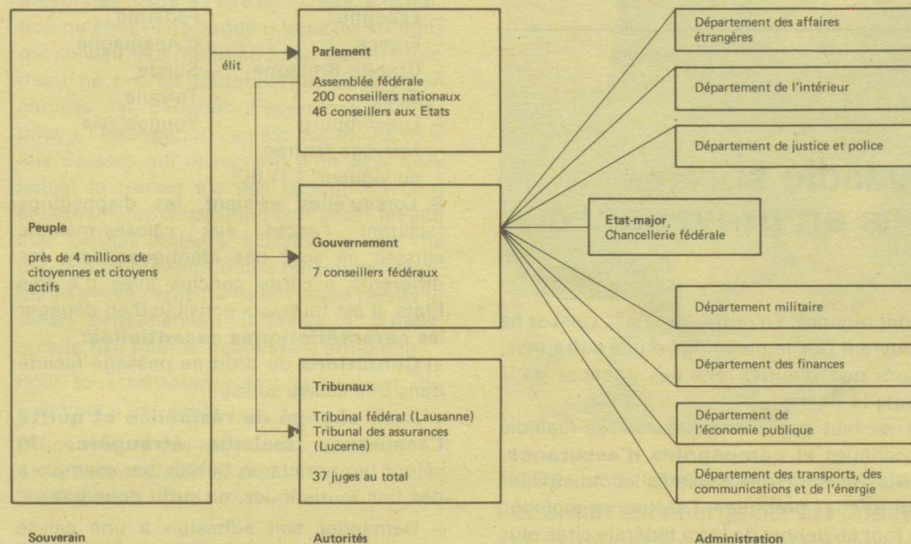 Peuple
près de 4 millions de
citoyennes et citoyens
actifs
Souverain
élit
Parlement
Assemblée fédérale
200 conseillers nationaux
46 conseillers aux Etats
Gouvernement
7 conseillers fédéraux
Tribunaux
Tribunal fédéral (Lausanne)
Tribunal des assurances
(Lucerne)
37 juges au total
Autorités
Département des affaires
étrangères
Département de l'intérieur
Département de justice et police
Etat-major
Chancellerie fédérale
Département militaire
Département des finances
Département de
l'économie publique
Département des transports, des
communications et de l'énergie
Administration